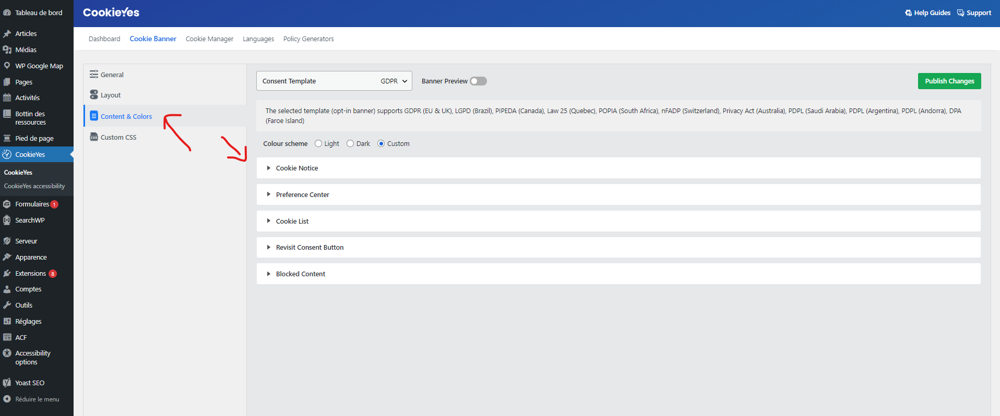 Tableau de bord
Articles
Médias
WP Google Map
Pages
Activités
Bottin des
ressources
Pied de page
CookieYes
CookieYes
CookieYes accessibility
Formulaires 1
SearchWP
Serveur
Apparence
Extensions 8
Comptes
Outils
Réglages
ACF
Accessibility
options
Yoast SEO
Réduire le menu
CookieYes
Help Guides Support
Dashboard Cookie Banner Cookie Manager Languages Policy Generators
General
Layout
Content & Colors
CSS Custom CSS
Consent Template GDPR Banner Preview Publish Changes
The selected template (opt-in banner) supports GDPR (EU & UK), LGPD (Brazil), PIPEDA (Canada), Law 25 (Quebec), POPIA (South Africa), nFADP (Switzerland), Privacy Act (Australia), PDPL (Saudi Arabia), PDPL (Argentina), PDPL (Andorra), DPA
(Faroe Island)
Colour scheme Light Dark Custom
Cookie Notice
Preference Center
Cookie List
Revisit Consent Button
Blocked Content